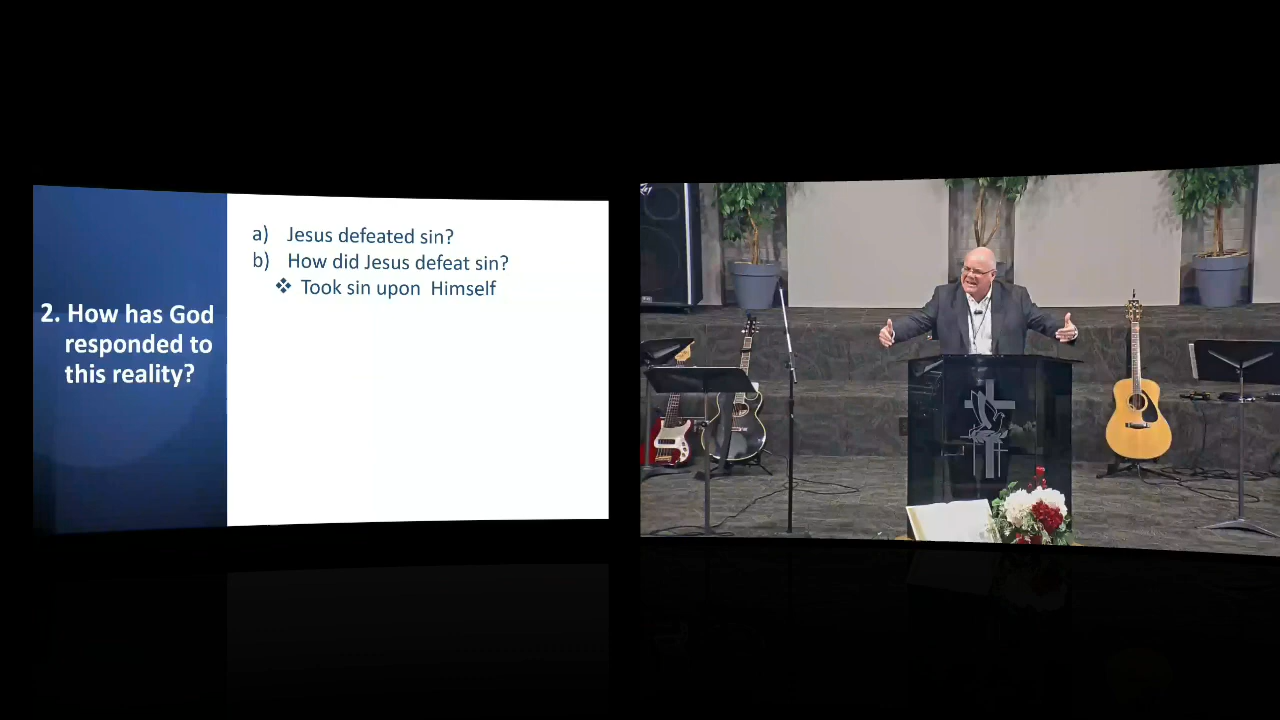 2. How has God
responded to
this reality?
a) Jesus defeated sin?
b) How did Jesus defeat sin?
❖ Took sin upon Himself